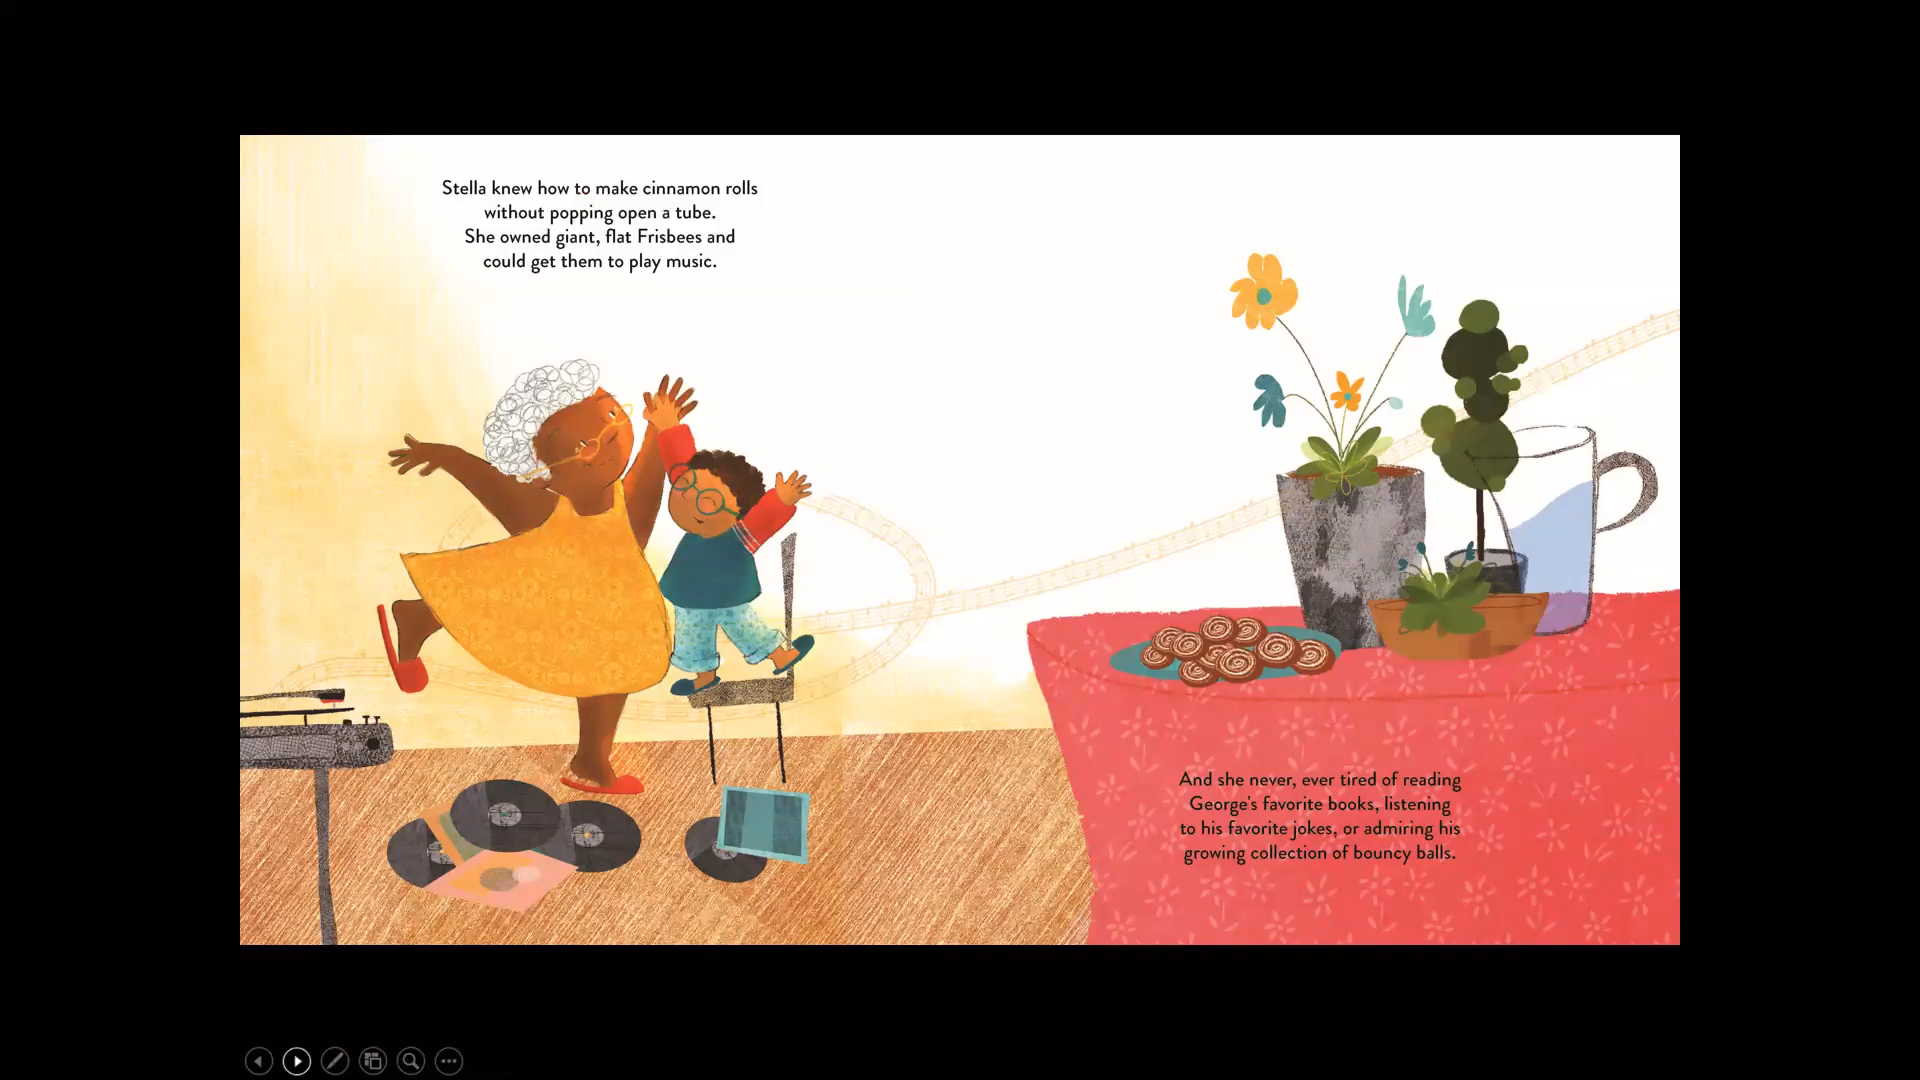 Stella knew how to make cinnamon rolls
without popping open a tube.
She owned giant, flat Frisbees and
could get them to play music.
And she never, ever tired of reading
George's favorite books, listening
to his favorite jokes, or admiring his
growing collection of bouncy balls.